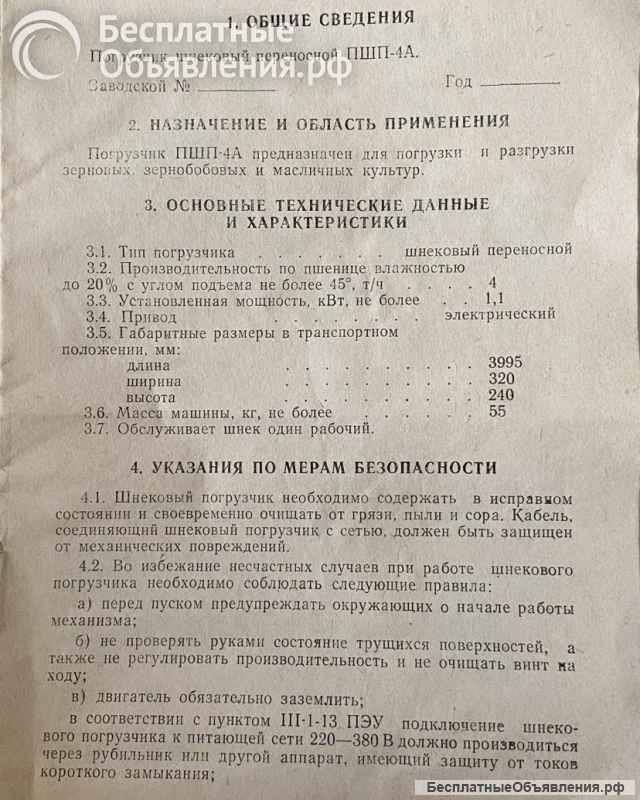 Бесплатные
Объявления.рф
1. ОБЩИЕ СВЕДЕНИЯ
Погрузчик шнековый переносной ПШП-4А.
Заводской № Год
2. НАЗНАЧЕНИЕ И ОБЛАСТЬ ПРИМЕНЕНИЯ
Погрузчик ПШП-4А предназначен для погрузки и разгрузки
зерновых, зернобобовых и масличных культур.
3. ОСНОВНЫЕ ТЕХНИЧЕСКИЕ ДАННЫЕ
И ХАРАКТЕРИСТИКИ
3.1. Тип погрузчика . . . . . . . шнековый переносной
3.2. Производительность по пшенице влажностью
до 20% с углом подъема не более 45°, т/ч . . . . 4
3.3. Установленная мощность, кВт, не более . . 1,1
3.4. Привод . . . . . . . . электрический
3.5. Габаритные размеры в транспортном
положении, мм:
длина . . . . . . . . . . 3995
ширина . . . . . . . . . . 320
высота . . . . . . . . . . 240
3.6. Масса машины, кг, не более . . . . . . 55
3.7. Обслуживает шнек один рабочий.
4. УКАЗАНИЯ ПО МЕРАМ БЕЗОПАСНОСТИ
4.1. Шнековый погрузчик необходимо содержать в исправном
состоянии и своевременно очищать от грязи, пыли и сора. Кабель,
соединяющий шнековый погрузчик с сетью, должен быть защищен
от механических повреждений.
4.2. Во избежание несчастных случаев при работе шнекового
погрузчика необходимо соблюдать следующие правила:
а) перед пуском предупреждать окружающих о начале работы
механизма;
б) не проверять руками состояние трущихся поверхностей, а
также не регулировать производительность и не очищать винт на
ходу;
в) двигатель обязательно заземлить;
в соответствии с пунктом III-1-13 ПЭУ подключение шнеко-
вого погрузчика к питающей сети 220—380 В должно производиться
через рубильник или другой аппарат, имеющий защиту от токов
короткого замыкания;
БесплатныеОбъявления.рф